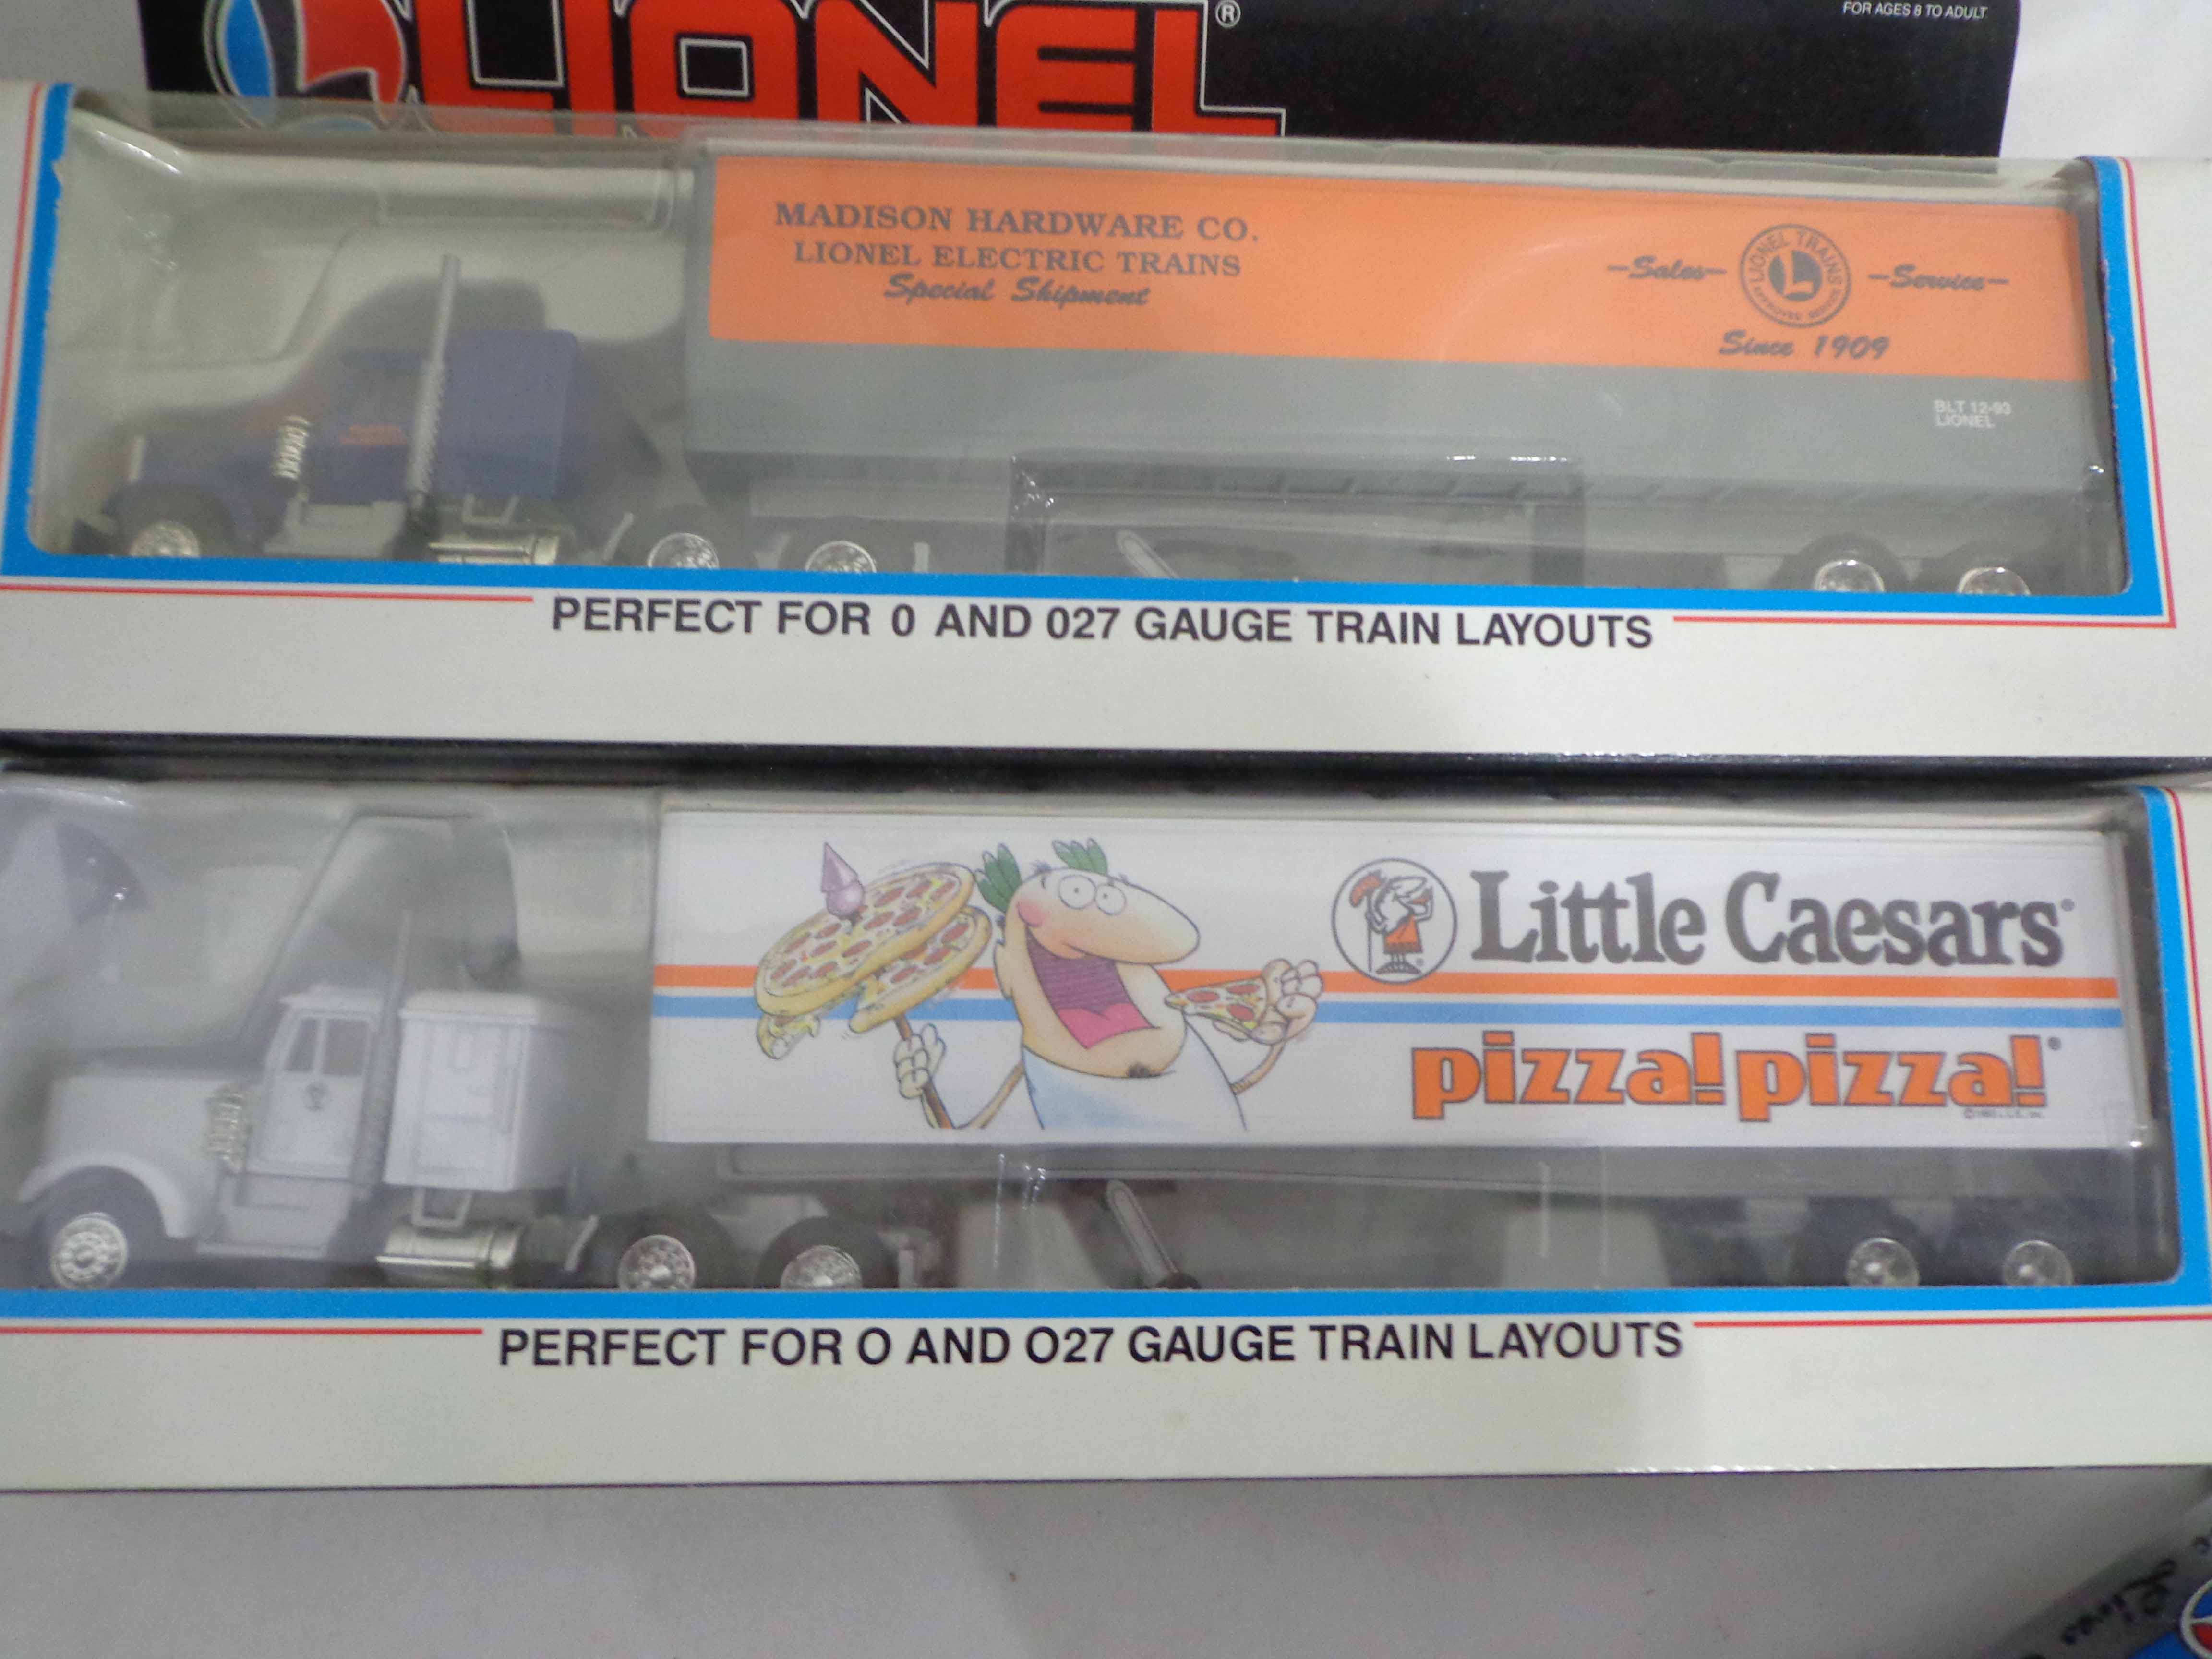 LIONEL®
FOR AGES 8 TO ADULT
MADISON HARDWARE CO.
LIONEL ELECTRIC TRAINS
Special Shipment
-Sales-
LIONEL TRAINS
L
-Service-
Since 1909
BLT 12-93
LIONEL
PERFECT FOR 0 AND 027 GAUGE TRAIN LAYOUTS
Little Caesars®
pizza! pizza!®
PERFECT FOR O AND O27 GAUGE TRAIN LAYOUTS